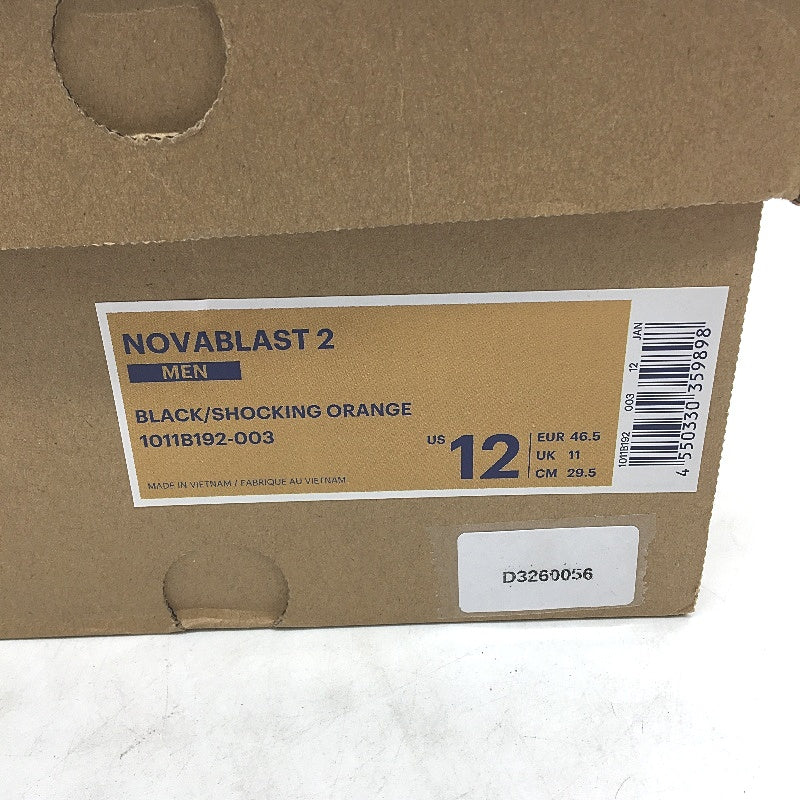 NOVABLAST 2
MEN
BLACK/SHOCKING ORANGE
1011B192-003
US 12
EUR 46.5
UK 11
CM 29.5
MADE IN VIETNAM / FABRIQUE AU VIETNAM
1011B192 003 12 JAN
4 550330 359898
D3260056